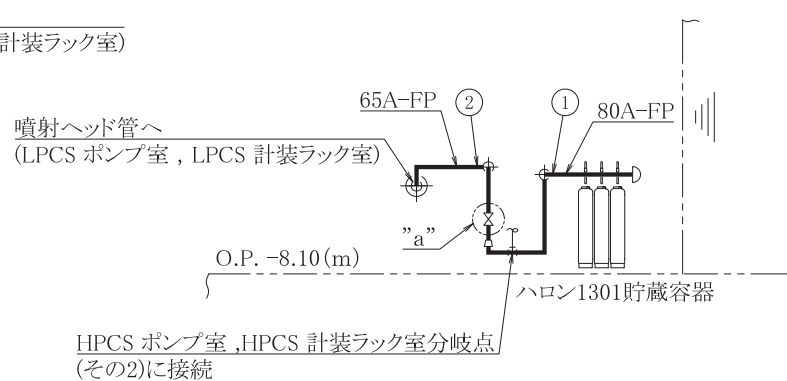 計装ラック室)
65A-FP
②
①
80A-FP
噴射ヘッド管へ
(LPCS ポンプ室 , LPCS 計装ラック室)
"a"
O.P. -8.10(m)
ハロン1301貯蔵容器
HPCS ポンプ室 ,HPCS 計装ラック室分岐点
(その2)に接続